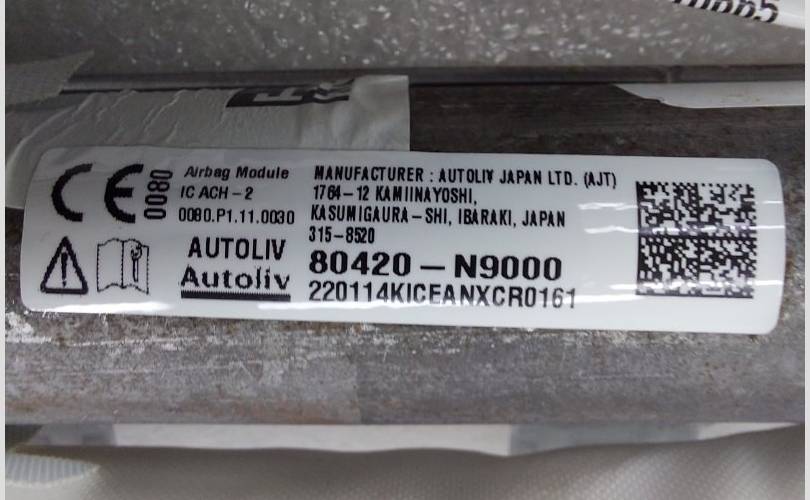 0665
CE
0080
Airbag Module
IC ACH-2
0080.P1.11.0030
AUTOLIV
Autoliv
MANUFACTURER : AUTOLIV JAPAN LTD. (AJT)
1764-12 KAMIINAYOSHI,
KASUMIGAURA-SHI, IBARAKI, JAPAN
315-8520
80420-N9000
220114KICEANXCR0161